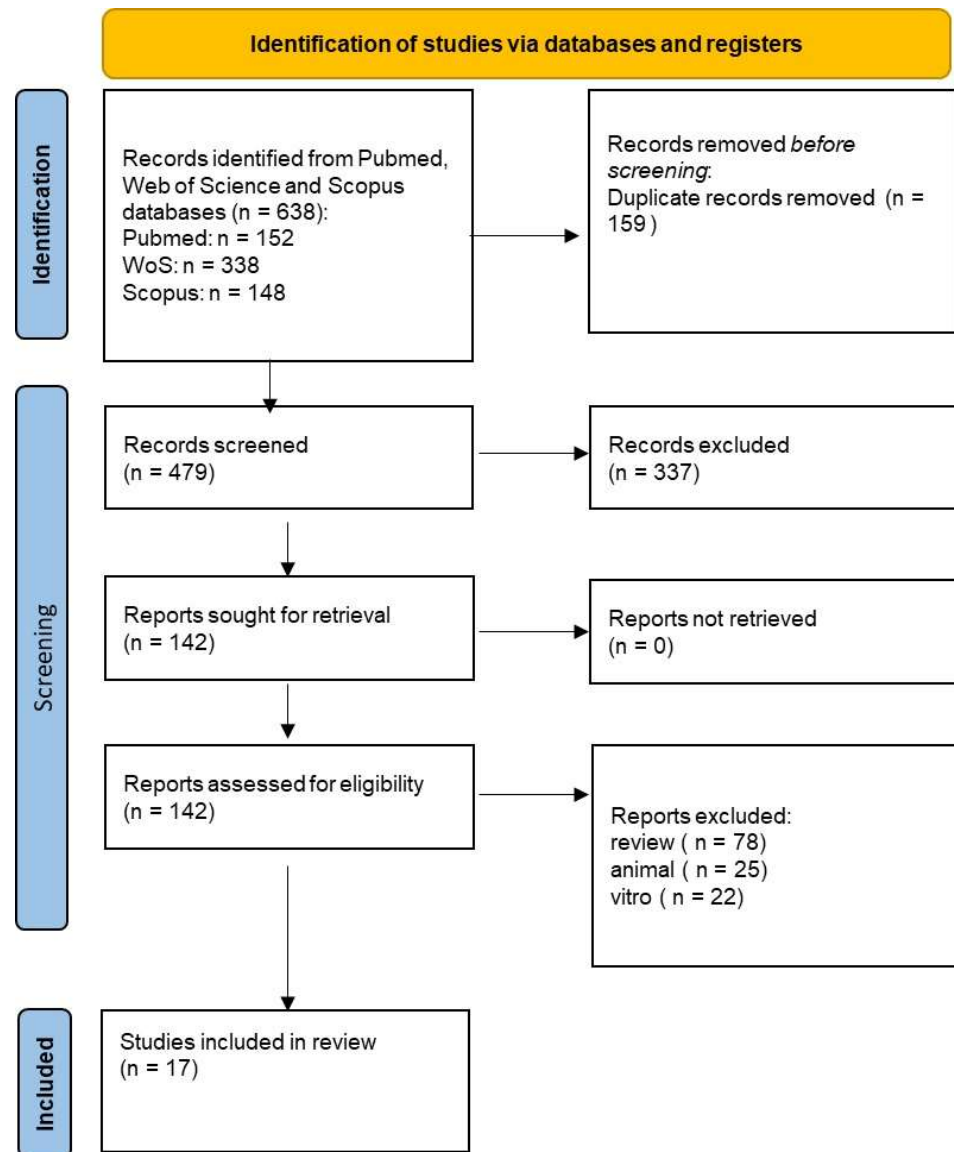 Identification of studies via databases and registers
Identification
Records identified from Pubmed,
Web of Science and Scopus
databases (n = 638):
Pubmed: n = 152
WoS: n = 338
Scopus: n = 148
Records removed before
screening:
Duplicate records removed (n =
159 )
Screening
Records screened
(n = 479)
Records excluded
(n = 337)
Reports sought for retrieval
(n = 142)
Reports not retrieved
(n = 0)
Reports assessed for eligibility
(n = 142)
Reports excluded:
review ( n = 78)
animal ( n = 25)
vitro ( n = 22)
Included
Studies included in review
(n = 17)